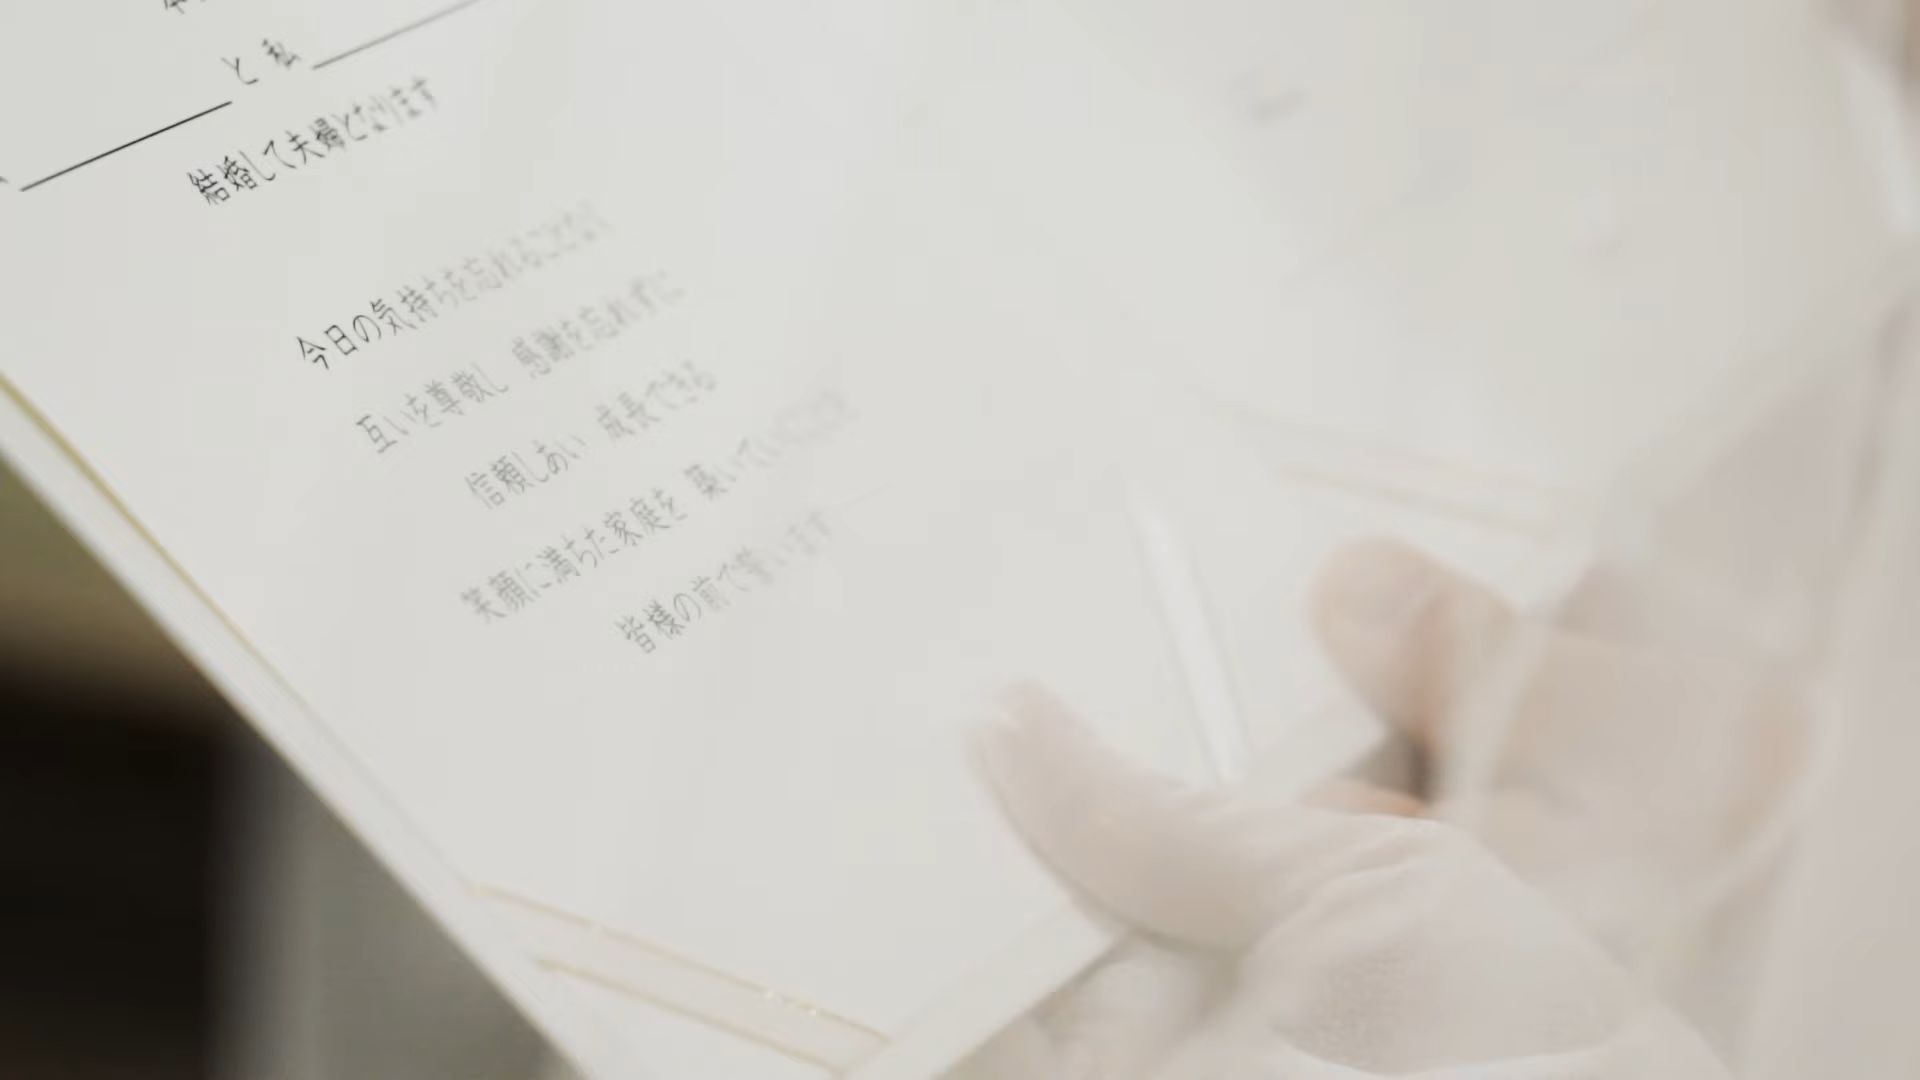 と 私
結婚して夫婦となります
今日の気持ちを忘れることなく
互いを尊敬し 感謝を忘れずに
信頼しあい 成長できる
笑顔に満ちた家庭を 築いていくことを
皆様の前で誓います